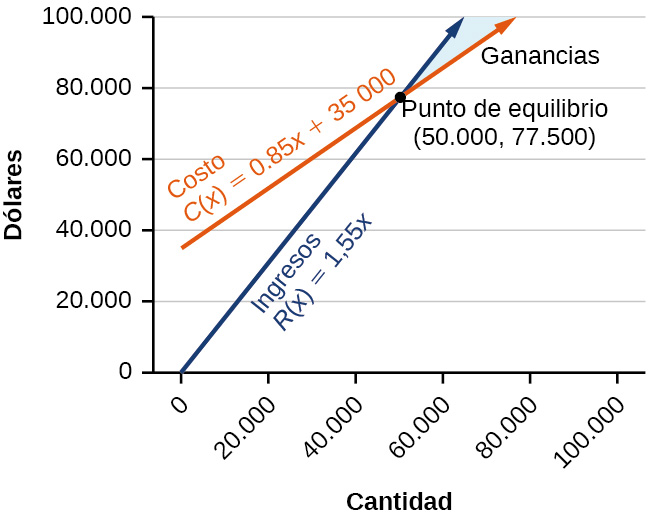 100.000
80.000
60.000
40.000
20.000
0
Dólares
Costo
C(x) = 0.85x + 35 000
Ingresos
R(x) = 1,55x
Ganancias
Punto de equilibrio
(50.000, 77.500)
0
20.000
40.000
60.000
80.000
100.000
Cantidad